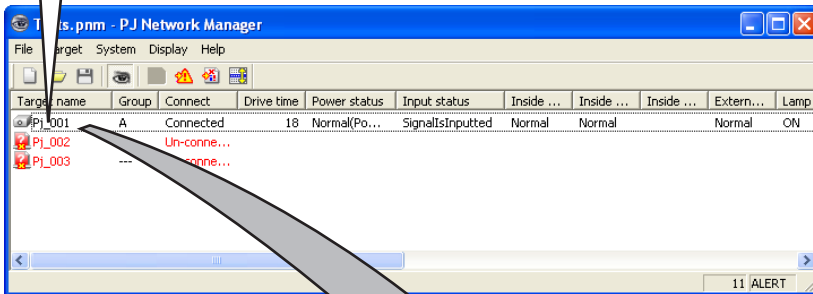 ts.pnm - PJ Network Manager
File Target System Display Help
Target name Group Connect Drive time Power status Input status Inside ... Inside ... Inside ... Extern... Lamp
Pj_001 A Connected 18 Normal(Po... SignalIsInputted Normal Normal Normal ON
Pj_002 Un-conne...
Pj_003 --- Un-conne...
11 ALERT